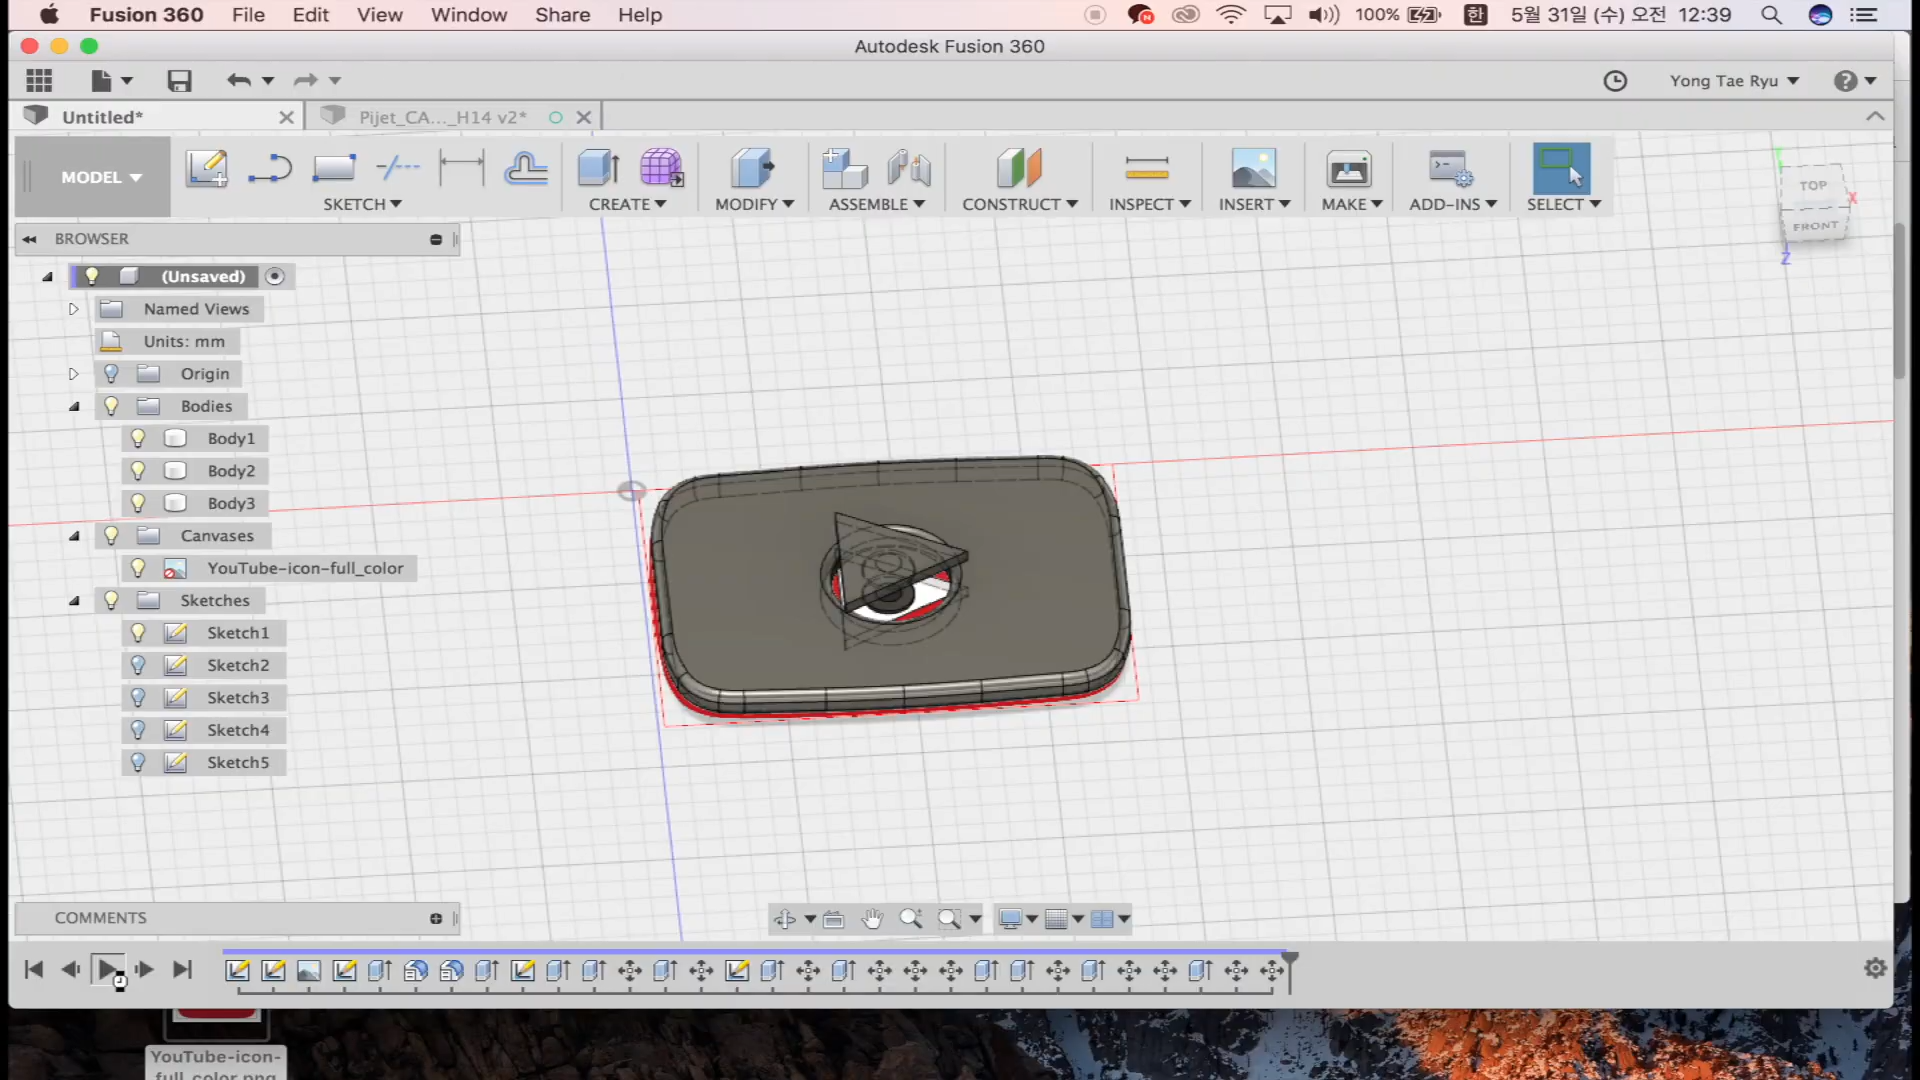 Fusion 360 File Edit View Window Share Help 100% 한 5월 31일 (수) 오전 12:39
Autodesk Fusion 360
Yong Tae Ryu
Untitled* Pijet_CA..._H14 v2*
MODEL
SKETCH CREATE MODIFY ASSEMBLE CONSTRUCT INSPECT INSERT MAKE ADD-INS SELECT
TOP
X
FRONT
Z
BROWSER
(Unsaved)
Named Views
Units: mm
Origin
Bodies
Body1
Body2
Body3
Canvases
YouTube-icon-full_color
Sketches
Sketch1
Sketch2
Sketch3
Sketch4
Sketch5
COMMENTS
YouTube-icon-
full_color.png